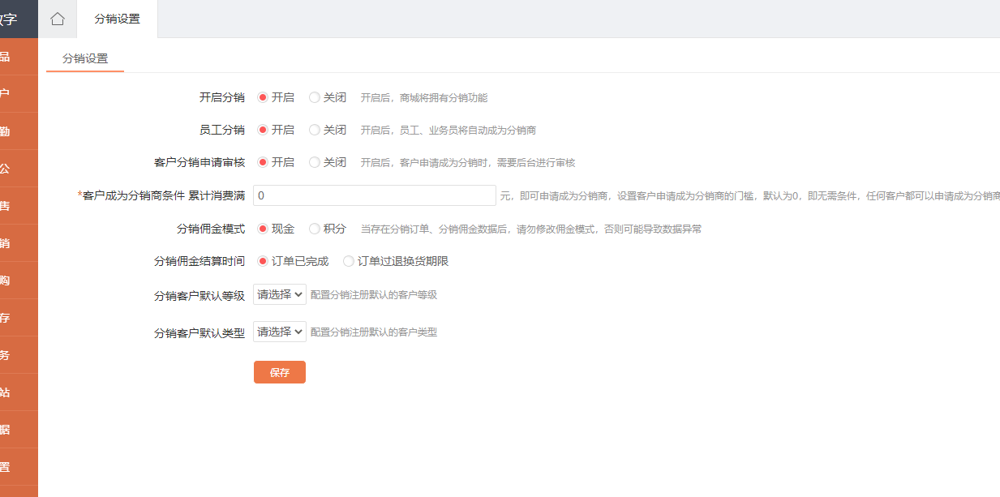 数字
分销设置
分销设置
开启分销 开启 关闭 开启后，商城将拥有分销功能
员工分销 开启 关闭 开启后，员工、业务员将自动成为分销商
客户分销申请审核 开启 关闭 开启后，客户申请成为分销时，需要后台进行审核
*客户成为分销商条件 累计消费满 0 元，即可申请成为分销商，设置客户申请成为分销商的门槛，默认为0，即无需条件，任何客户都可以申请成为分销商
分销佣金模式 现金 积分 当存在分销订单、分销佣金数据后，请勿修改佣金模式，否则可能导致数据异常
分销佣金结算时间 订单已完成 订单过退换货期限
分销客户默认等级 请选择 配置分销注册默认的客户等级
分销客户默认类型 请选择 配置分销注册默认的客户类型
保存
品
户
勤
公
售
销
购
存
务
站
据
置